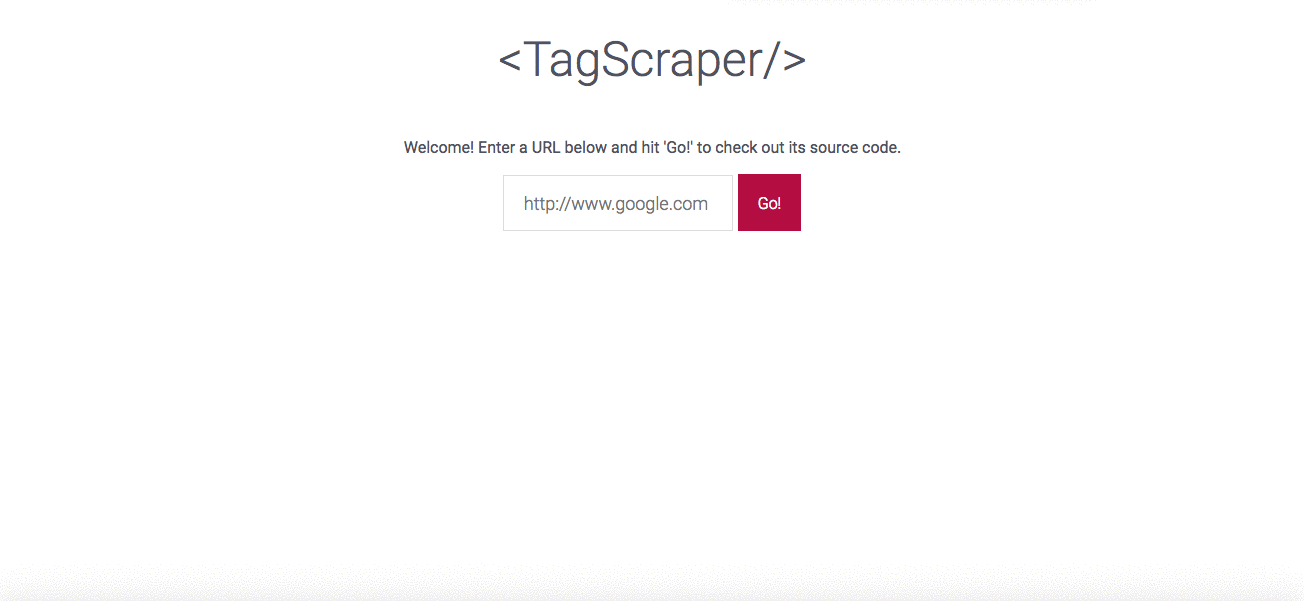 <TagScraper/>
Welcome! Enter a URL below and hit 'Go!' to check out its source code.
http://www.google.com Go!